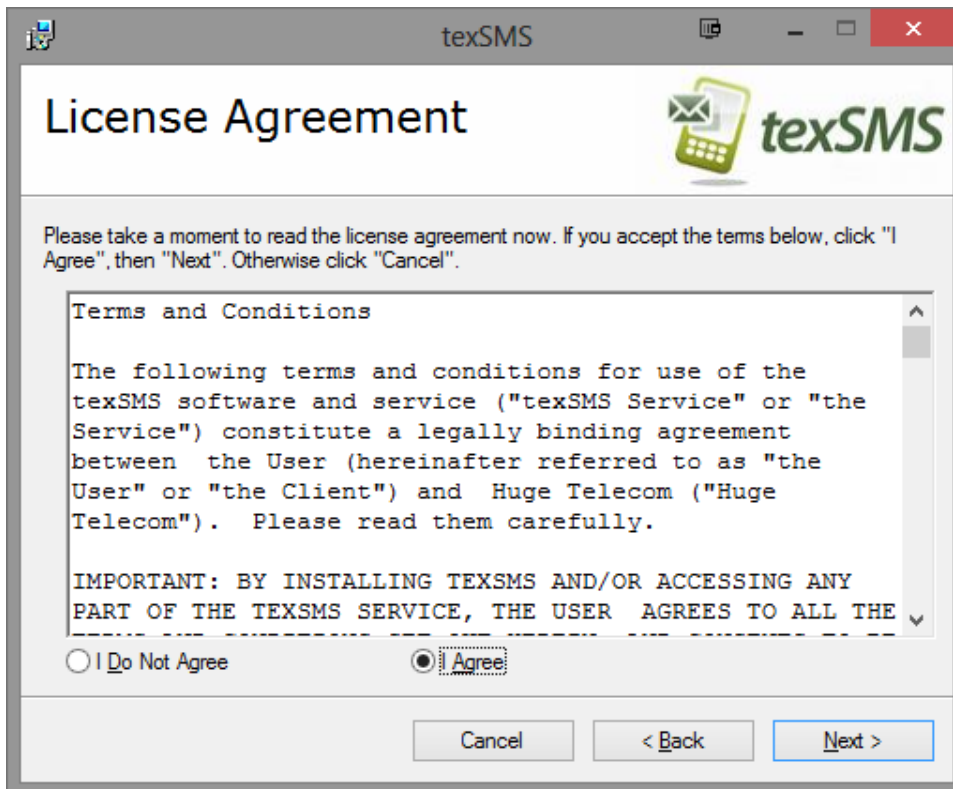 texSMS
License Agreement
texSMS
Please take a moment to read the license agreement now. If you accept the terms below, click "I
Agree", then "Next". Otherwise click "Cancel".
Terms and Conditions
The following terms and conditions for use of the
texSMS software and service ("texSMS Service" or "the
Service") constitute a legally binding agreement
between  the User (hereinafter referred to as "the
User" or "the Client") and  Huge Telecom ("Huge
Telecom").  Please read them carefully.
IMPORTANT: BY INSTALLING TEXSMS AND/OR ACCESSING ANY
PART OF THE TEXSMS SERVICE, THE USER  AGREES TO ALL THE
I Do Not Agree
I Agree
Cancel
< Back
Next >